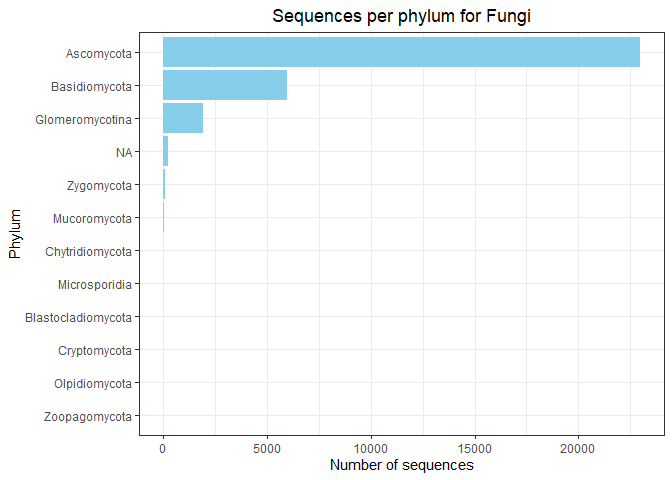 Sequences per phylum for Fungi
Phylum
Ascomycota
Basidiomycota
Glomeromycotina
NA
Zygomycota
Mucoromycota
Chytridiomycota
Microsporidia
Blastocladiomycota
Cryptomycota
Olpidiomycota
Zoopagomycota
0 5000 10000 15000 20000
Number of sequences